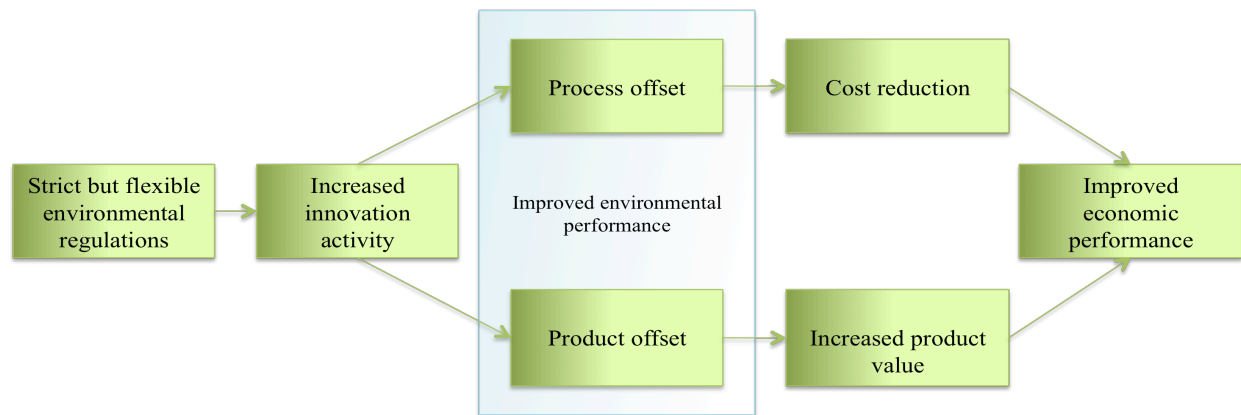 Strict but flexible
environmental
regulations
Increased
innovation
activity
Process offset
Improved environmental
performance
Product offset
Cost reduction
Increased product
value
Improved
economic
performance